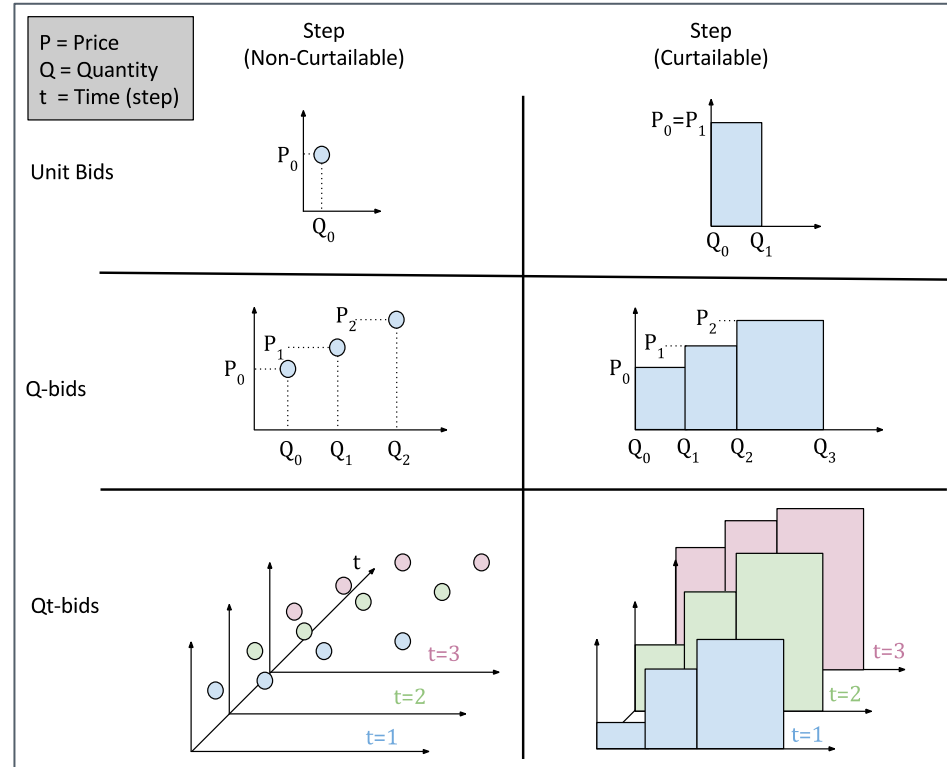 P = Price
Q = Quantity
t = Time (step)
Step
(Non-Curtailable)
Step
(Curtailable)
Unit Bids
P₀
Q₀
P₀=P₁
Q₀ Q₁
Q-bids
P₂
P₁
P₀
Q₀ Q₁ Q₂
P₂
P₁
P₀
Q₀ Q₁ Q₂ Q₃
Qt-bids
t
t=3
t=2
t=1
t=3
t=2
t=1